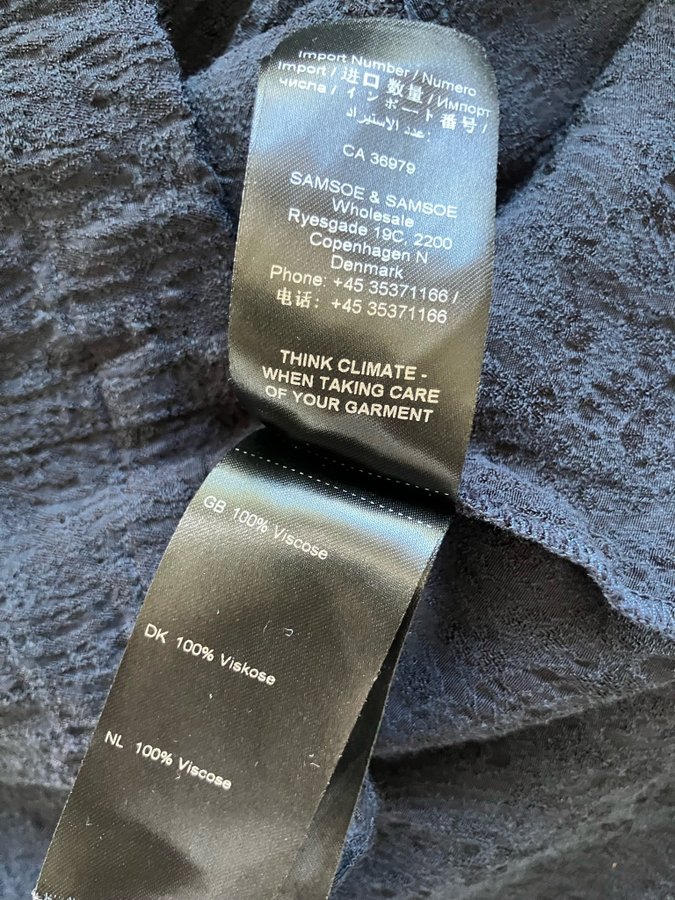 Import Number / Numero
Import / 进口 数量 / Импорт
числа / インポート番号 /
عدد الاستيراد:
CA 36979
SAMSOE & SAMSOE
Wholesale
Ryesgade 19C, 2200
Copenhagen N
Denmark
Phone: +45 35371166 /
电话: +45 35371166
THINK CLIMATE -
WHEN TAKING CARE
OF YOUR GARMENT
GB 100% Viscose
DK 100% Viskose
NL 100% Viscose